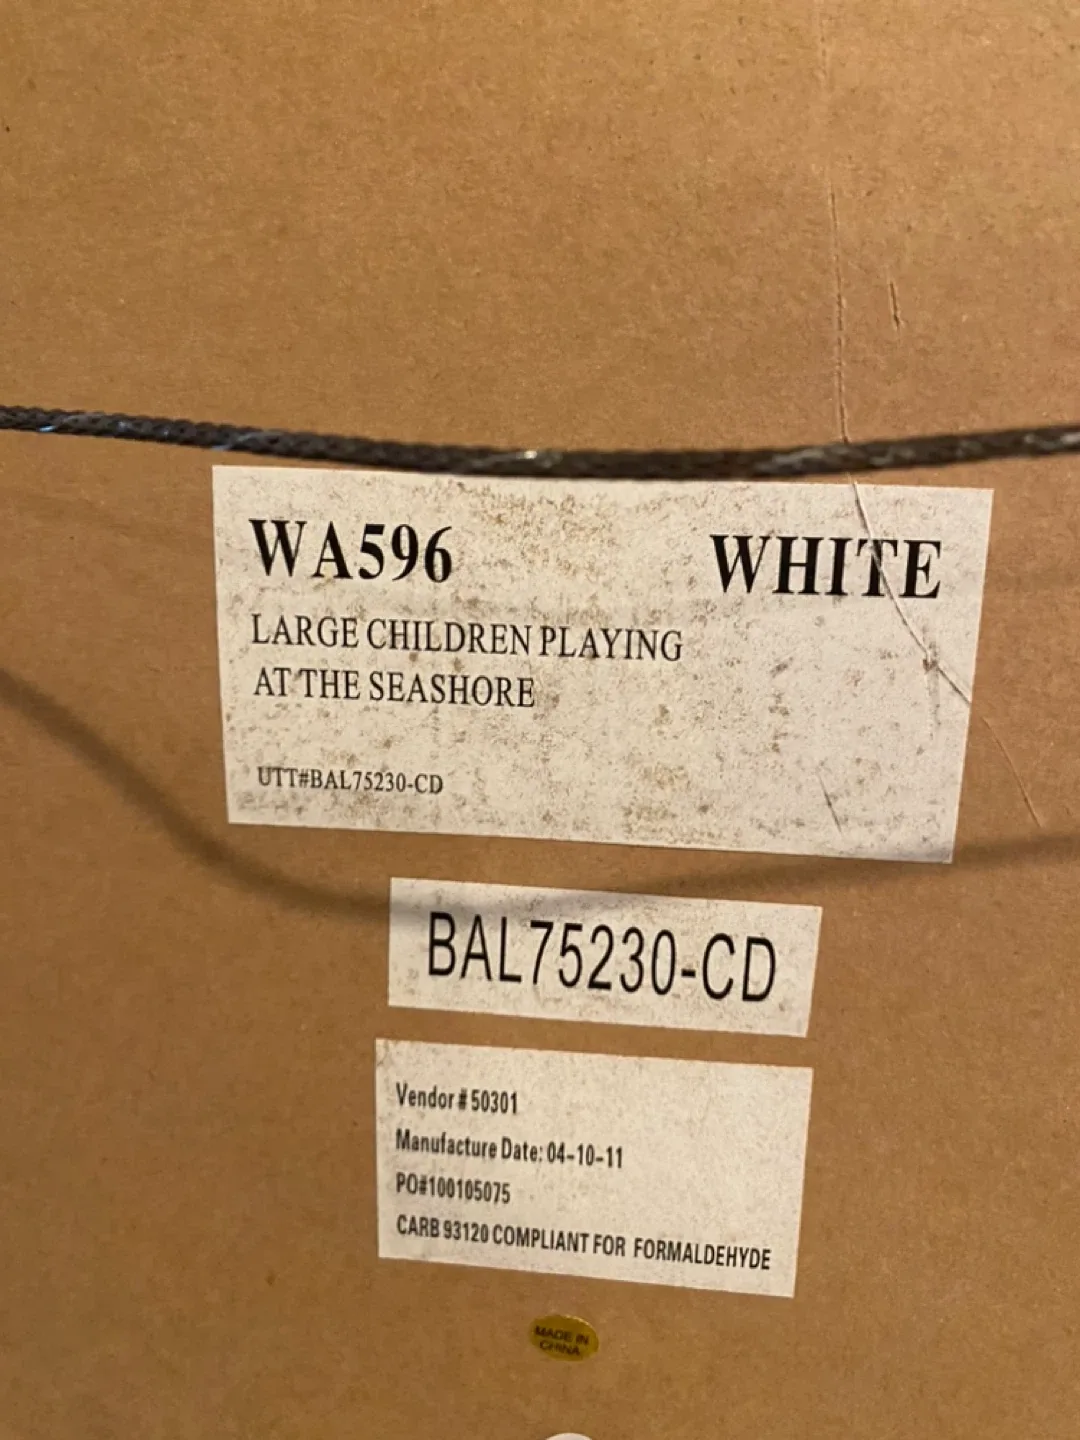 WA596 WHITE
LARGE CHILDREN PLAYING
AT THE SEASHORE
UTT#BAL75230-CD
BAL75230-CD
Vendor # 50301
Manufacture Date: 04-10-11
PO#100105075
CARB 93120 COMPLIANT FOR FORMALDEHYDE
MADE IN
CHINA